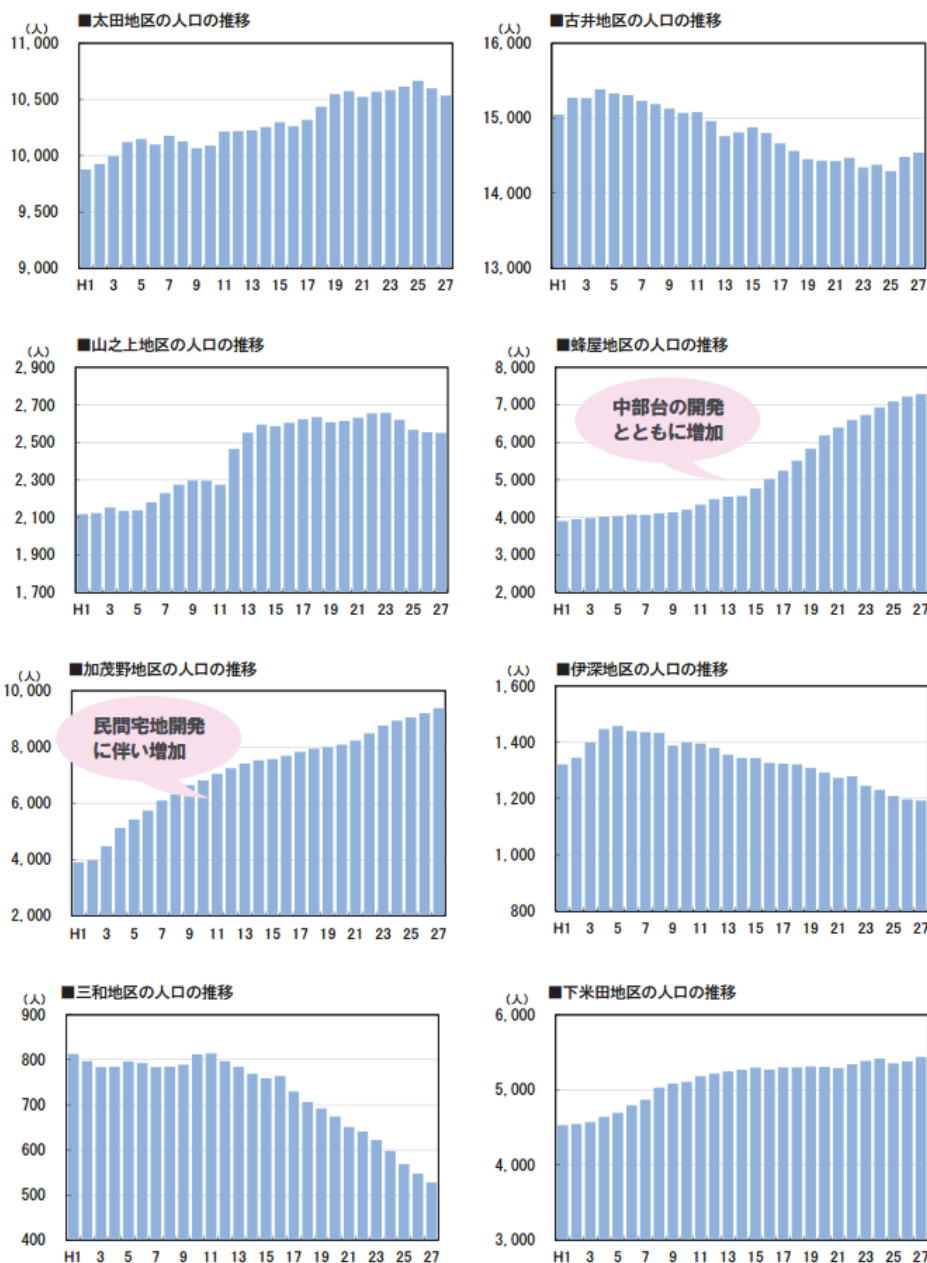 (人)
■太田地区の人口の推移
11,000
10,500
10,000
9,500
9,000
H1 3 5 7 9 11 13 15 17 19 21 23 25 27
(人)
■古井地区の人口の推移
16,000
15,000
14,000
13,000
H1 3 5 7 9 11 13 15 17 19 21 23 25 27
(人)
■山之上地区の人口の推移
2,900
2,700
2,500
2,300
2,100
1,900
1,700
H1 3 5 7 9 11 13 15 17 19 21 23 25 27
(人)
■蜂屋地区の人口の推移
8,000
7,000
6,000
5,000
4,000
3,000
2,000
中部台の開発
とともに増加
H1 3 5 7 9 11 13 15 17 19 21 23 25 27
(人)
■加茂野地区の人口の推移
10,000
8,000
6,000
4,000
2,000
民間宅地開発
に伴い増加
H1 3 5 7 9 11 13 15 17 19 21 23 25 27
(人)
■伊深地区の人口の推移
1,600
1,400
1,200
1,000
800
H1 3 5 7 9 11 13 15 17 19 21 23 25 27
(人)
■三和地区の人口の推移
900
800
700
600
500
400
H1 3 5 7 9 11 13 15 17 19 21 23 25 27
(人)
■下米田地区の人口の推移
6,000
5,000
4,000
3,000
H1 3 5 7 9 11 13 15 17 19 21 23 25 27